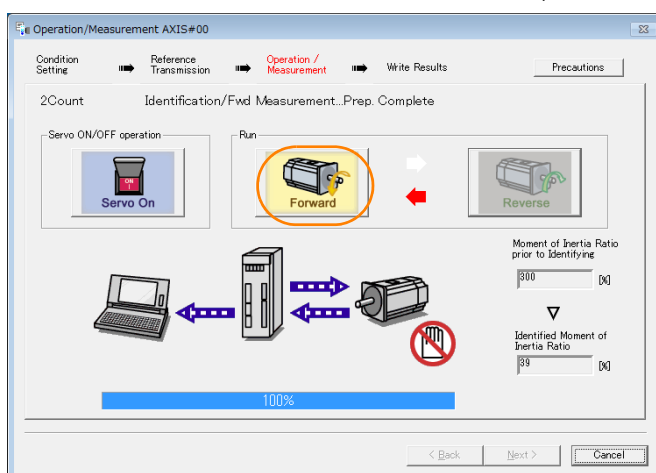 Operation/Measurement AXIS#00
Condition
Setting
Reference
Transmission
Operation /
Measurement
Write Results
Precautions
2Count Identification/Fwd Measurement...Prep. Complete
Servo ON/OFF operation
Run
ON
Servo On
Forward
Reverse
Moment of Inertia Ratio
prior to Identifying
300 [%]
Identified Moment of
Inertia Ratio
39 [%]
100%
< Back Next > Cancel